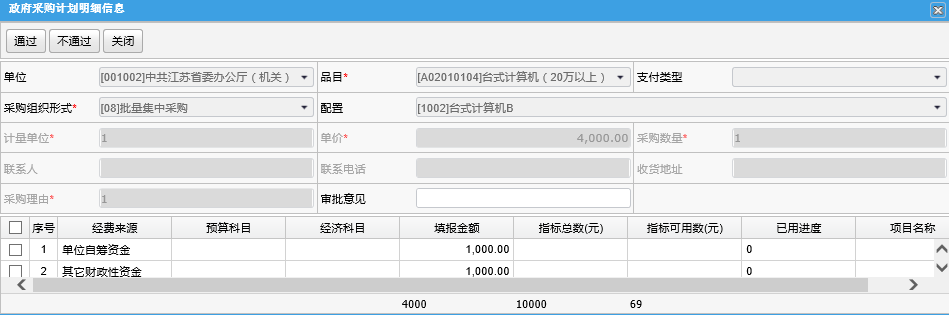 政府采购计划明细信息
通过 不通过 关闭
单位 [001002]中共江苏省委办公厅（机关） 品目* [A02010104]台式计算机（20万以上） 支付类型
采购组织形式* [08]批量集中采购 配置 [1002]台式计算机B
计量单位* 1 单价* 4,000.00 采购数量* 1
联系人 联系电话 收货地址
采购理由* 1 审批意见
序号 经费来源 预算科目 经济科目 填报金额 指标总数(元) 指标可用数(元) 已用进度 项目名称
1 单位自筹资金 1,000.00 0
2 其它财政性资金 1,000.00 0
4000 10000 69